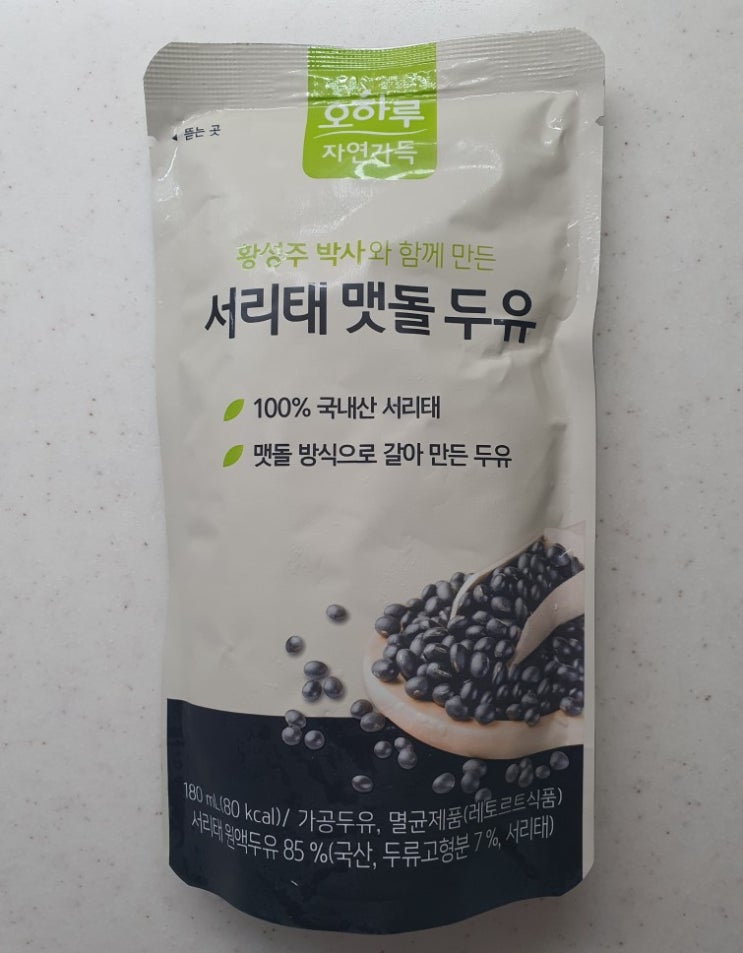 오하루
자연가득
◂ 뜯는 곳
황성주 박사와 함께 만든
서리태 맷돌 두유
100% 국내산 서리태
맷돌 방식으로 갈아 만든 두유
180 mL(80 kcal)/ 가공두유, 멸균제품(레토르트식품)
서리태 원액두유 85 %(국산, 두류고형분 7 %, 서리태)